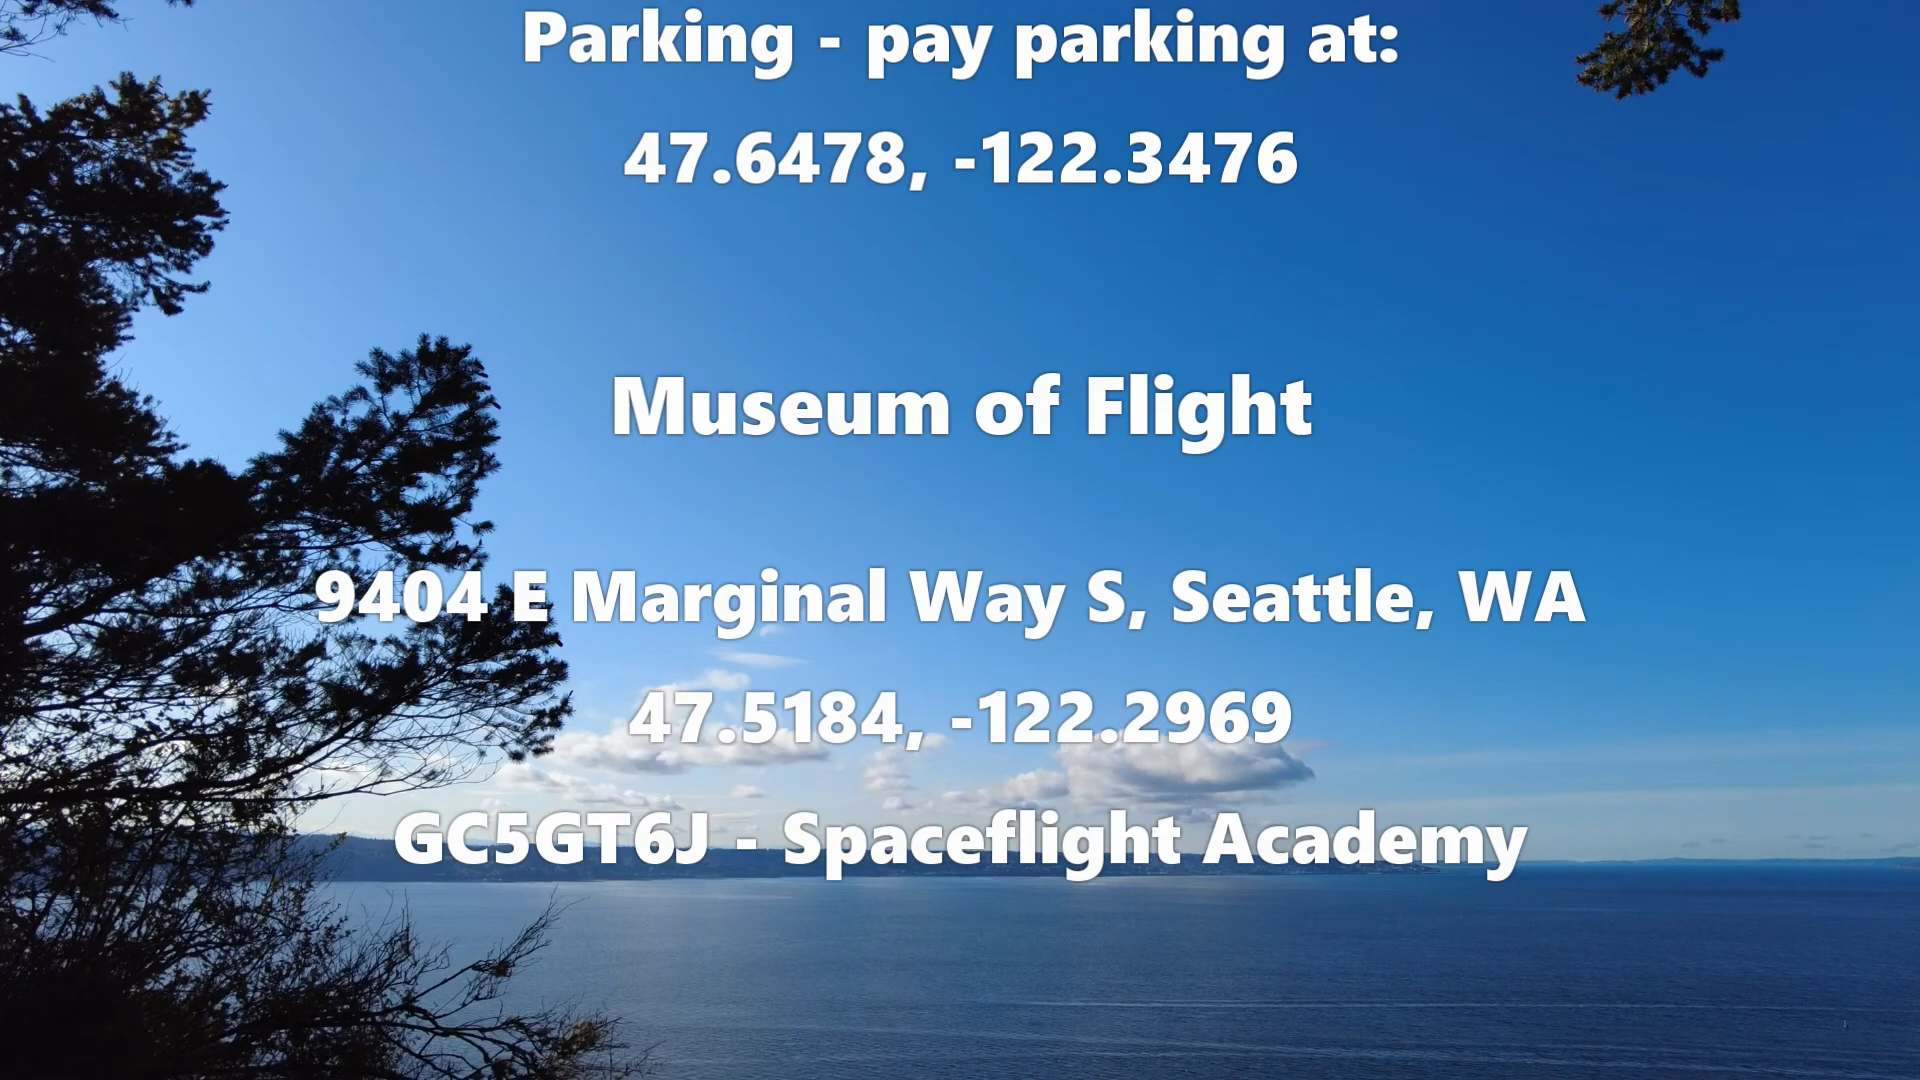 Parking - pay parking at:
47.6478, -122.3476
Museum of Flight
9404 E Marginal Way S, Seattle, WA
47.5184, -122.2969
GC5GT6J - Spaceflight Academy